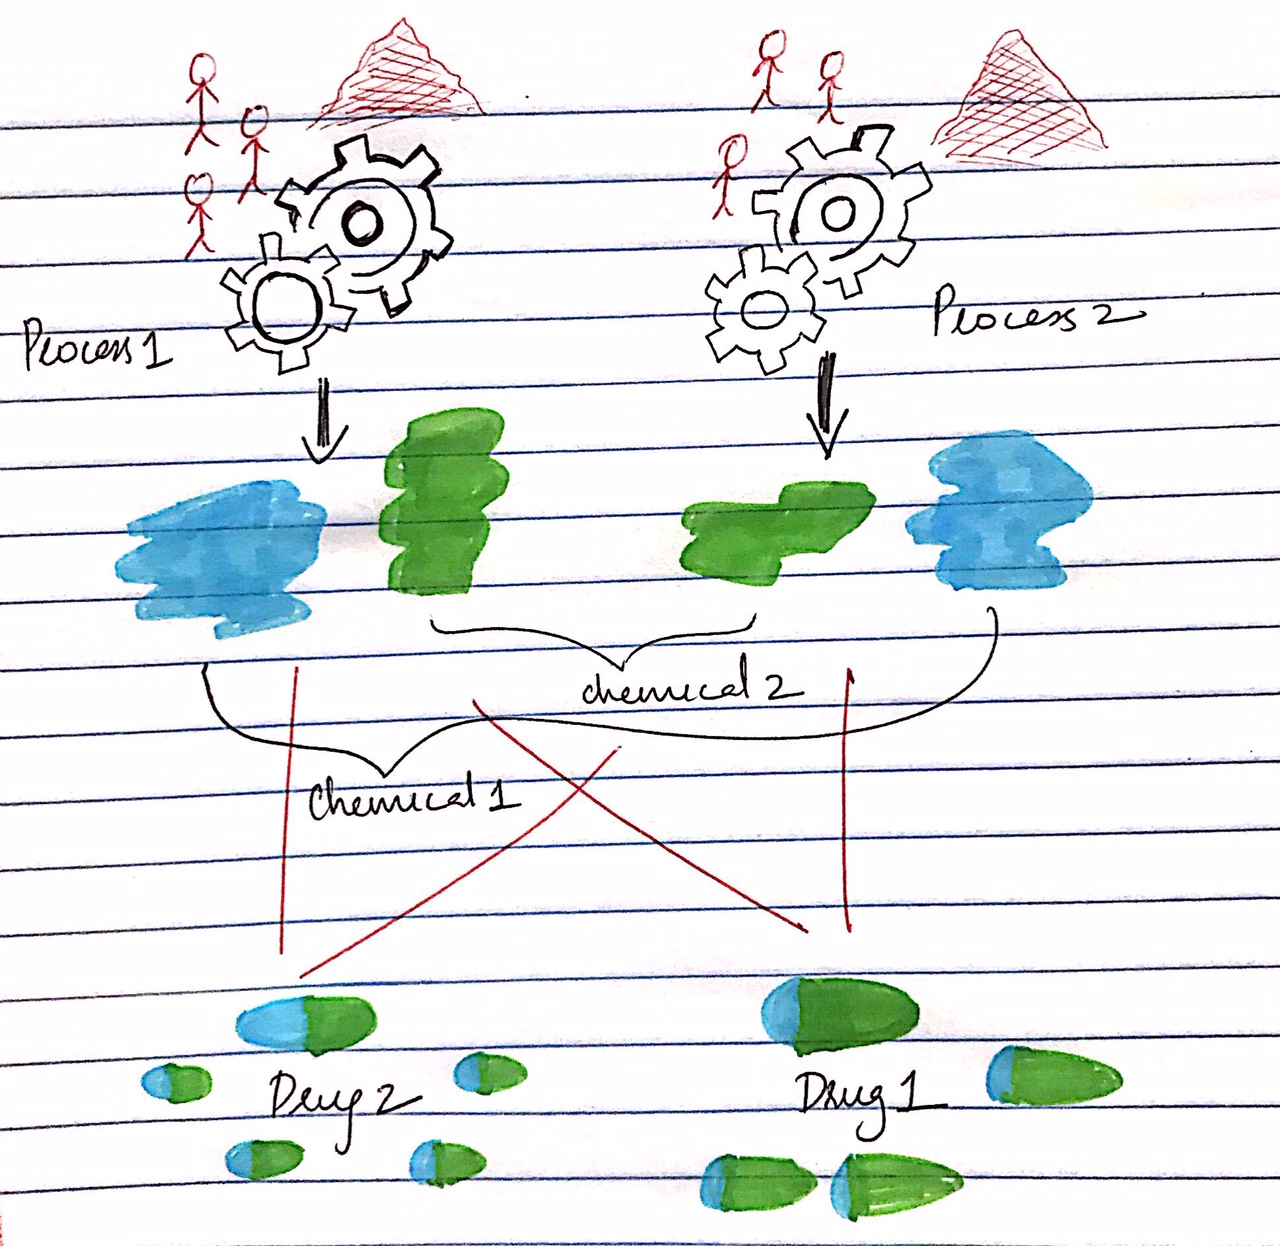 Process 1
Process 2
chemical 2
Chemical 1
Drug 2
Drug 1